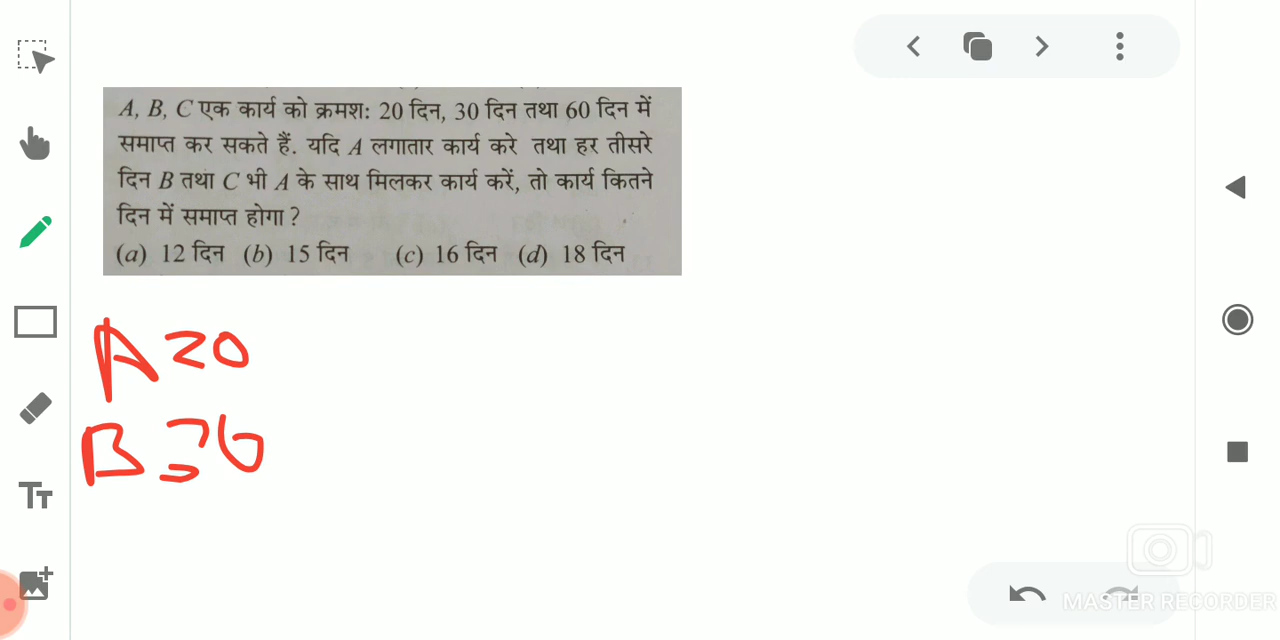 A, B, C एक कार्य को क्रमश: 20 दिन, 30 दिन तथा 60 दिन में
समाप्त कर सकते हैं. यदि A लगातार कार्य करे तथा हर तीसरे
दिन B तथा C भी A के साथ मिलकर कार्य करें, तो कार्य कितने
दिन में समाप्त होगा ?
(a) 12 दिन (b) 15 दिन (c) 16 दिन (d) 18 दिन
A 20
B 30
TT
MASTER RECORDER